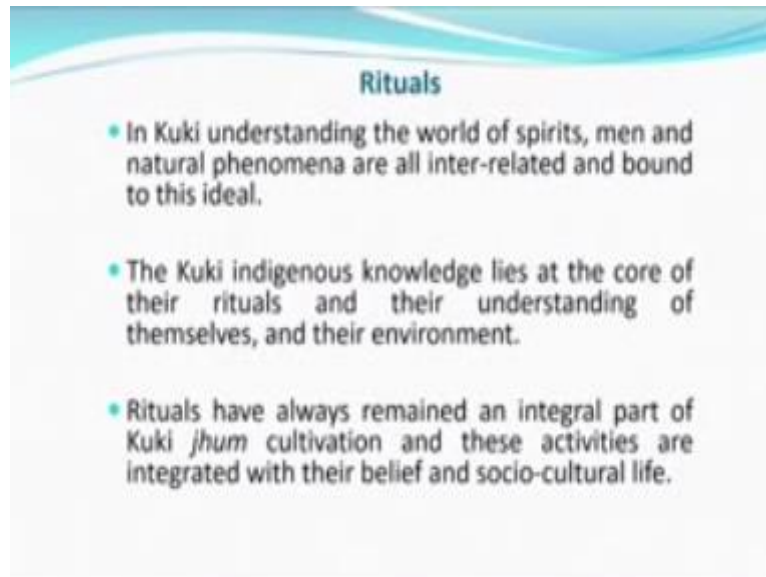 Rituals
• In Kuki understanding the world of spirits, men and
natural phenomena are all inter-related and bound
to this ideal.
• The Kuki indigenous knowledge lies at the core of
their rituals and their understanding of
themselves, and their environment.
• Rituals have always remained an integral part of
Kuki jhum cultivation and these activities are
integrated with their belief and socio-cultural life.